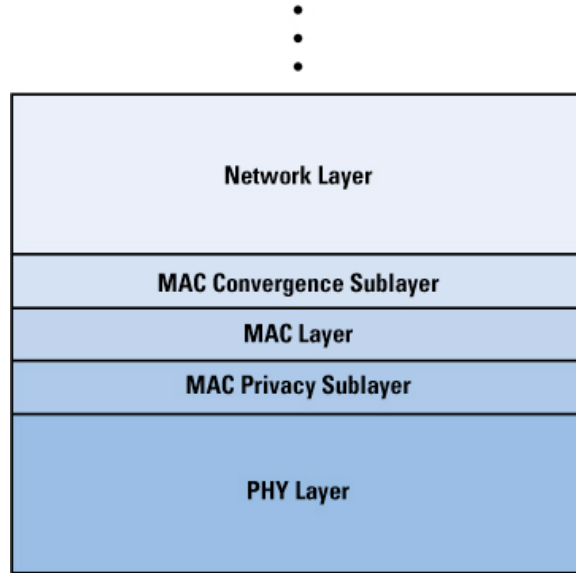 Network Layer
MAC Convergence Sublayer
MAC Layer
MAC Privacy Sublayer
PHY Layer